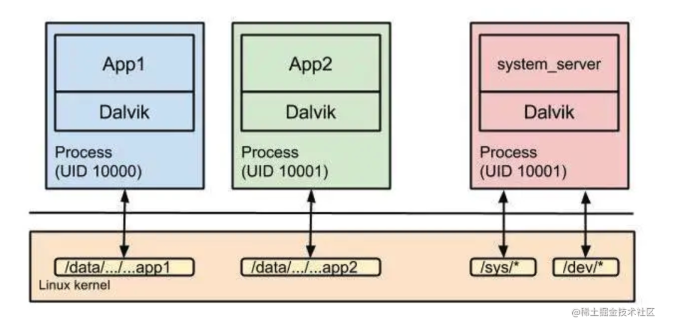 App1
Dalvik
Process
(UID 10000)
App2
Dalvik
Process
(UID 10001)
system_server
Dalvik
Process
(UID 10001)
/data/.../...app1
/data/.../...app2
/sys/*
/dev/*
Linux kernel
@稀土掘金技术社区